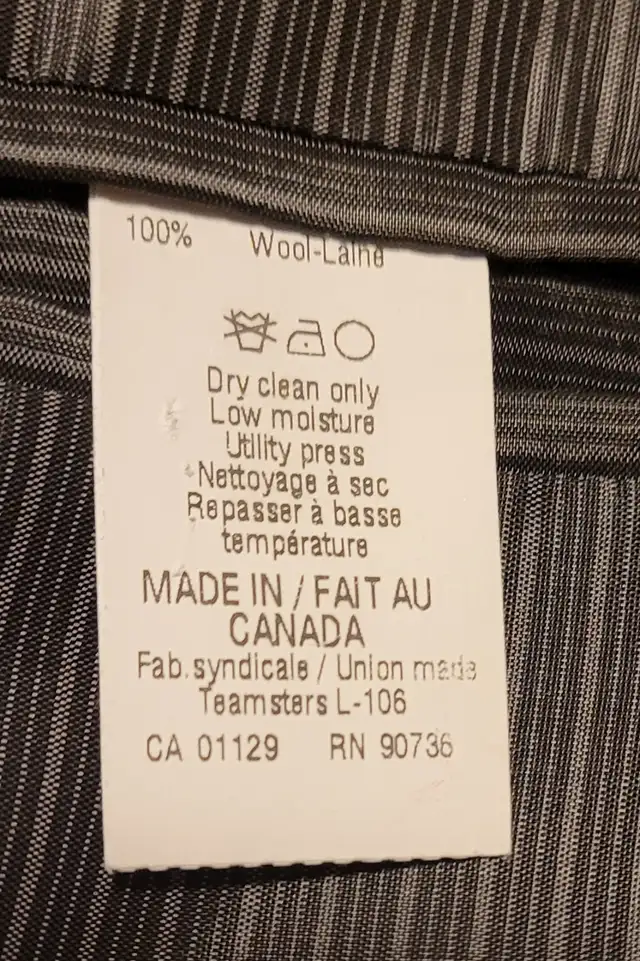 100% Wool-Laine
Dry clean only
Low moisture
Utility press
Nettoyage à sec
Repasser à basse
température
MADE IN / FAIT AU
CANADA
Fab.syndicale / Union made
Teamsters L-106
CA 01129 RN 90736